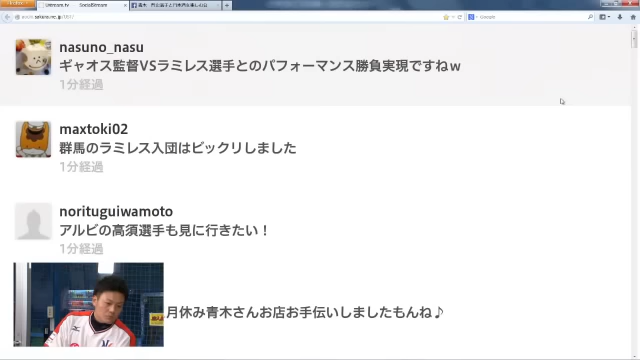 Ustream.tv
SocialStream
Google
nasuno_nasu
ギャオス監督VSラミレス選手とのパフォーマンス勝負実現ですねｗ
1分経過
maxtoki02
群馬のラミレス入団はビックリしました
1分経過
norituguiwamoto
アルビの高須選手も見に行きたい！
1分経過
月休み青木さんお店お手伝いしましたもんね♪